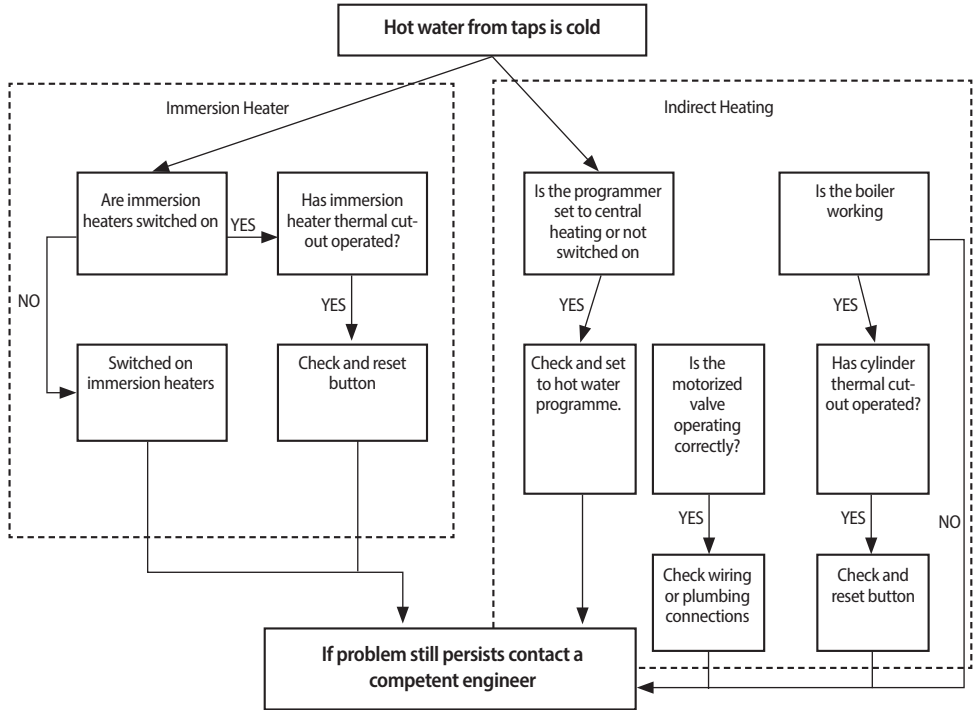 Hot water from taps is cold
Immersion Heater
Are immersion
heaters switched on
YES
Has immersion
heater thermal cut-
out operated?
NO
YES
Switched on
immersion heaters
Check and reset
button
Indirect Heating
Is the programmer
set to central
heating or not
switched on
Is the boiler
working
YES
YES
Check and set
to hot water
programme.
Is the
motorized
valve
operating
correctly?
Has cylinder
thermal cut-
out operated?
YES
YES
NO
Check wiring
or plumbing
connections
Check and
reset button
If problem still persists contact a
competent engineer